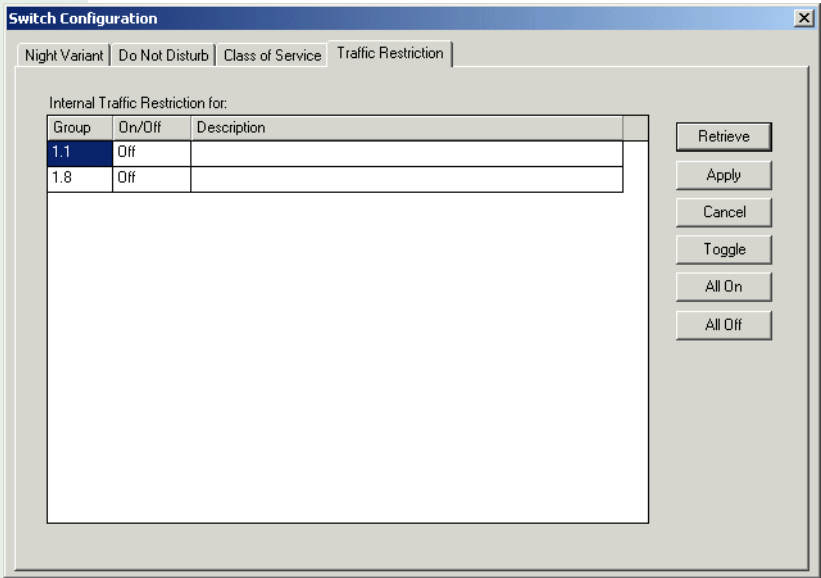 Switch Configuration
Night Variant Do Not Disturb Class of Service Traffic Restriction
Internal Traffic Restriction for:
Group On/Off Description
1.1 Off
1.8 Off
Retrieve
Apply
Cancel
Toggle
All On
All Off